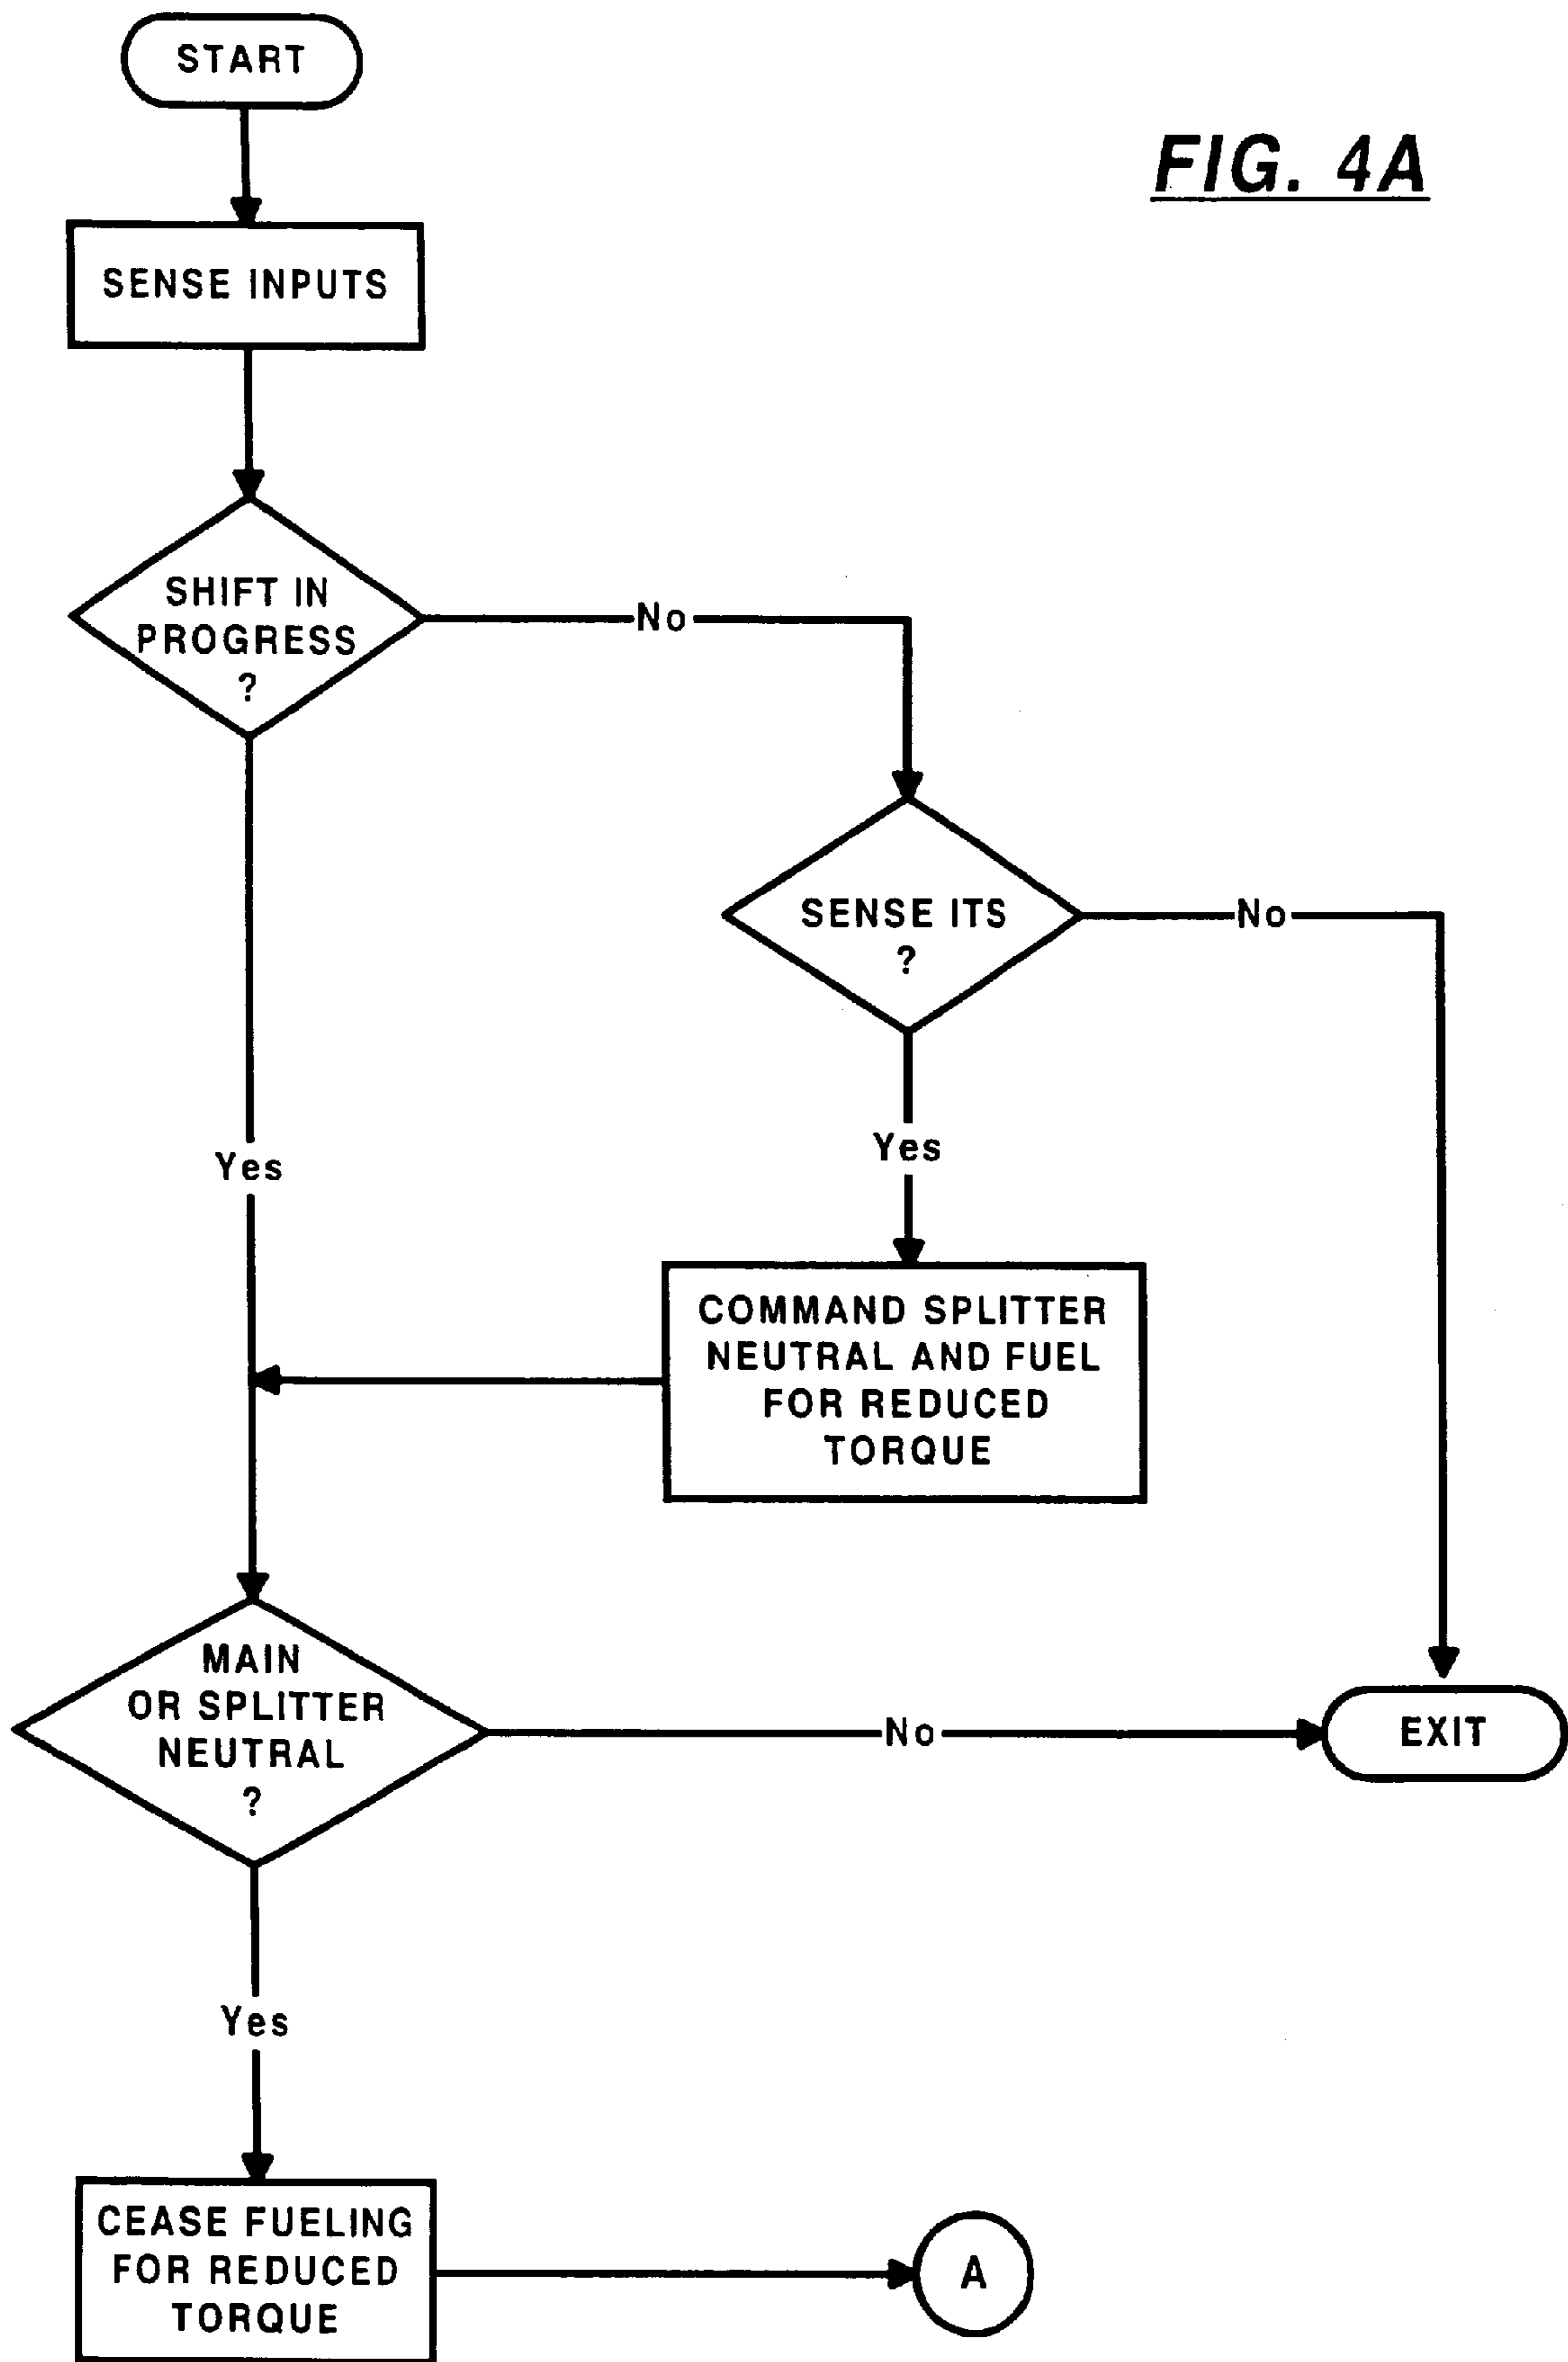 START
FIG. 4A
SENSE INPUTS
SHIFT IN
PROGRESS
?
No
SENSE ITS
?
No
Yes
Yes
COMMAND SPLITTER
NEUTRAL AND FUEL
FOR REDUCED
TORQUE
MAIN
OR SPLITTER
NEUTRAL
?
No
EXIT
Yes
CEASE FUELING
FOR REDUCED
TORQUE
A